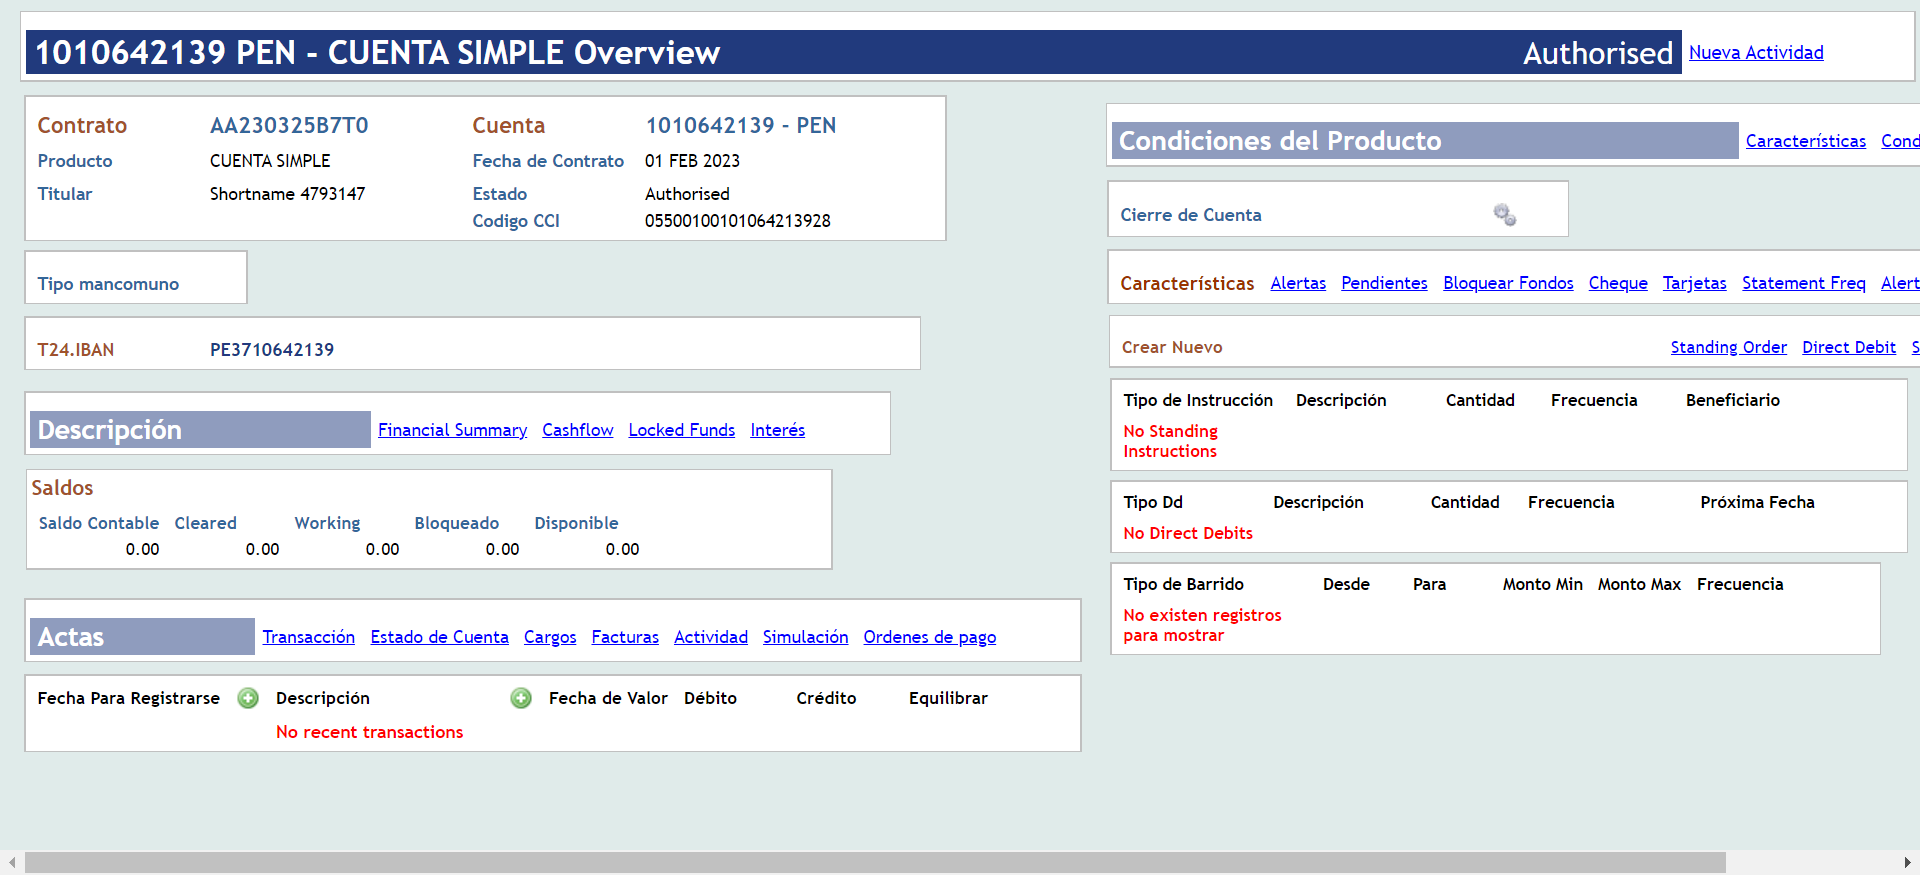 1010642139 PEN - CUENTA SIMPLE Overview Authorised Nueva Actividad
Contrato AA230325B7T0 Cuenta 1010642139 - PEN
Producto CUENTA SIMPLE Fecha de Contrato 01 FEB 2023
Titular Shortname 4793147 Estado Authorised
Codigo CCI 05500100101064213928
Tipo mancomuno
T24.IBAN PE3710642139
Descripción Financial Summary Cashflow Locked Funds Interés
Saldos
Saldo Contable Cleared Working Bloqueado Disponible
0.00 0.00 0.00 0.00 0.00
Actas Transacción Estado de Cuenta Cargos Facturas Actividad Simulación Ordenes de pago
Fecha Para Registrarse Descripción Fecha de Valor Débito Crédito Equilibrar
No recent transactions
Condiciones del Producto Características Cond
Cierre de Cuenta
Características Alertas Pendientes Bloquear Fondos Cheque Tarjetas Statement Freq Alert
Crear Nuevo Standing Order Direct Debit S
Tipo de Instrucción Descripción Cantidad Frecuencia Beneficiario
No Standing
Instructions
Tipo Dd Descripción Cantidad Frecuencia Próxima Fecha
No Direct Debits
Tipo de Barrido Desde Para Monto Min Monto Max Frecuencia
No existen registros
para mostrar